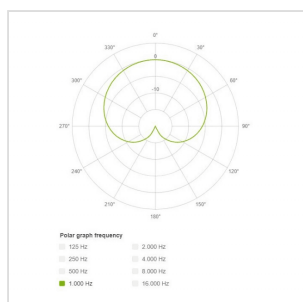 0°
330° 30°
300° 0 60°
-10
270° 90°
240° 120°
210° 150°
180°
Polar graph frequency
125 Hz 2.000 Hz
250 Hz 4.000 Hz
500 Hz 8.000 Hz
1.000 Hz 16.000 Hz